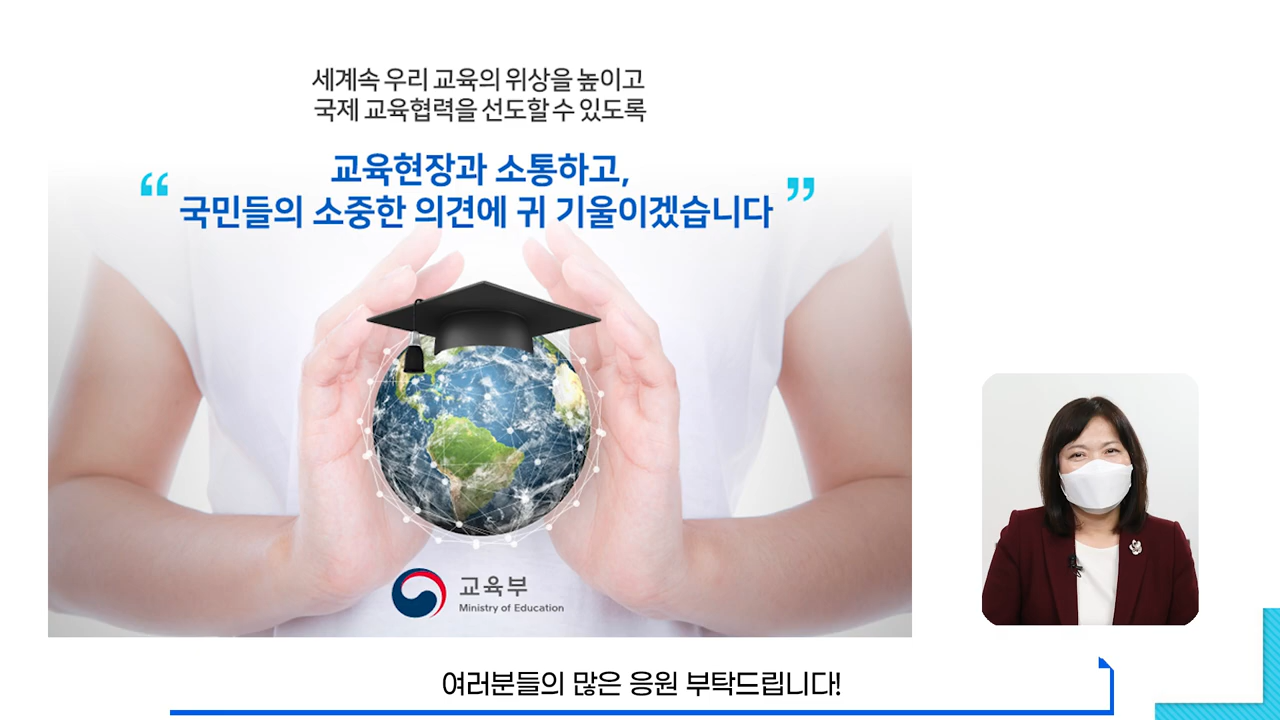 세계속 우리 교육의 위상을 높이고
국제 교육협력을 선도할 수 있도록
“ 교육현장과 소통하고,
국민들의 소중한 의견에 귀 기울이겠습니다 ”
교육부
Ministry of Education
여러분들의 많은 응원 부탁드립니다!